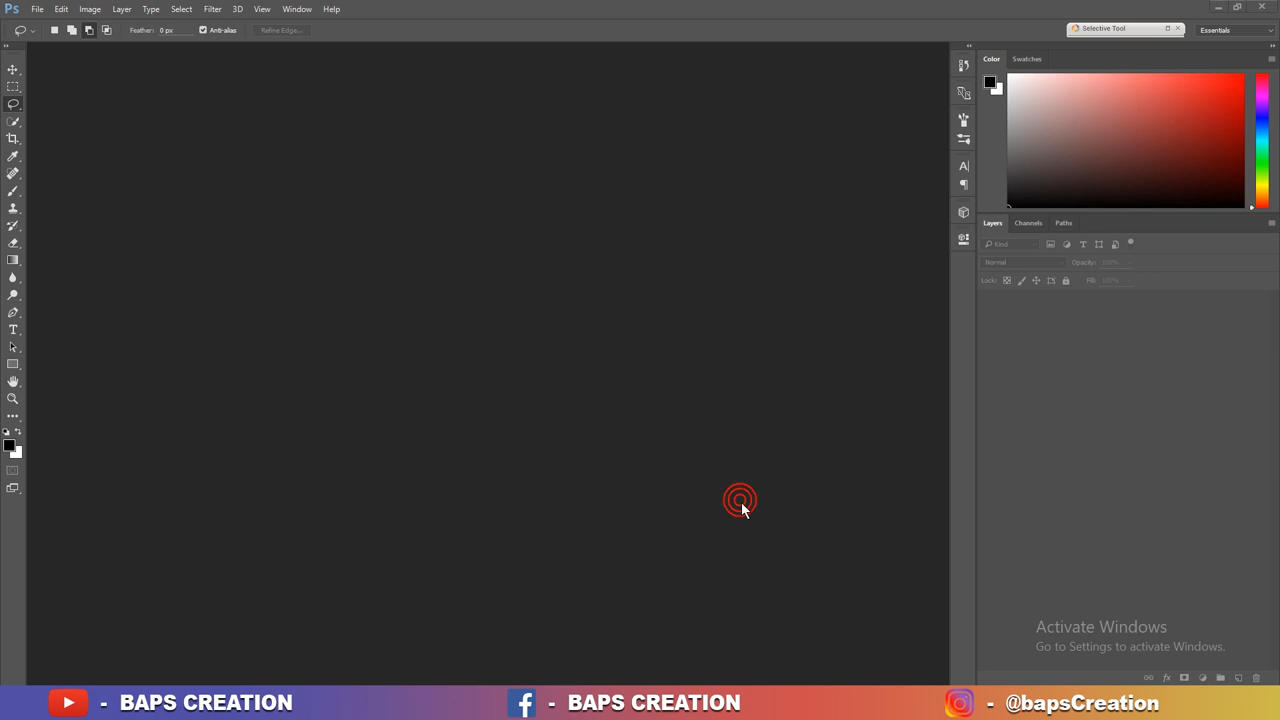 Ps File Edit Image Layer Type Select Filter 3D View Window Help
Feather: 0 px Anti-alias Refine Edge... Selective Tool Essentials
Color Swatches
Layers Channels Paths
Kind
Normal Opacity: 100%
Lock: Fill: 100%
Activate Windows
Go to Settings to activate Windows.
- BAPS CREATION - BAPS CREATION - @bapsCreation